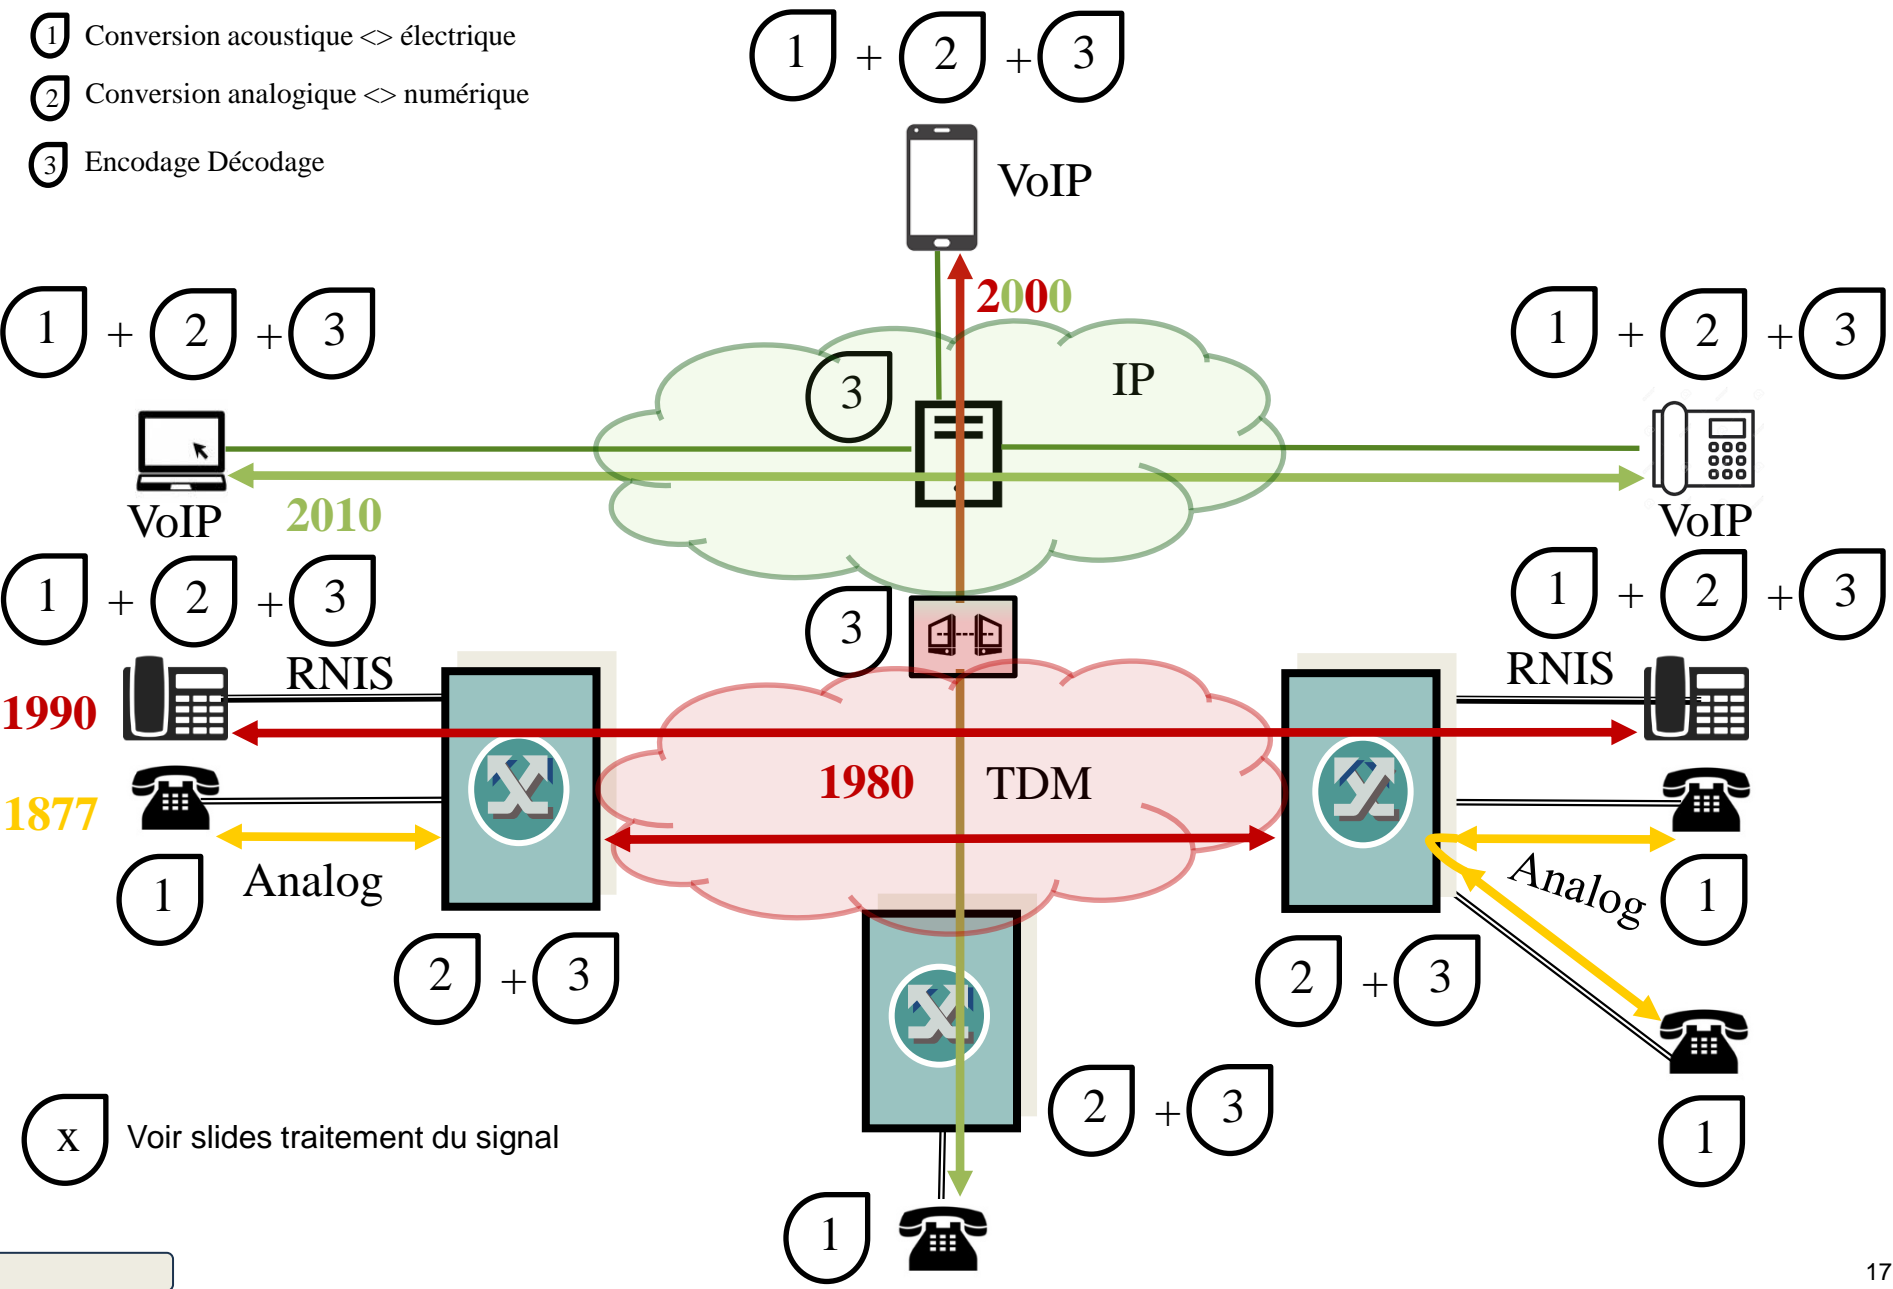 1 Conversion acoustique <> électrique
2 Conversion analogique <> numérique
3 Encodage Décodage
1 + 2 + 3
VoIP
2000
1 + 2 + 3
1 + 2 + 3
3
IP
VoIP
2010
VoIP
1 + 2 + 3
3
1 + 2 + 3
RNIS
RNIS
1990
1980
TDM
1877
1
Analog
Analog
1
2 + 3
2 + 3
2 + 3
x Voir slides traitement du signal
1
1
17